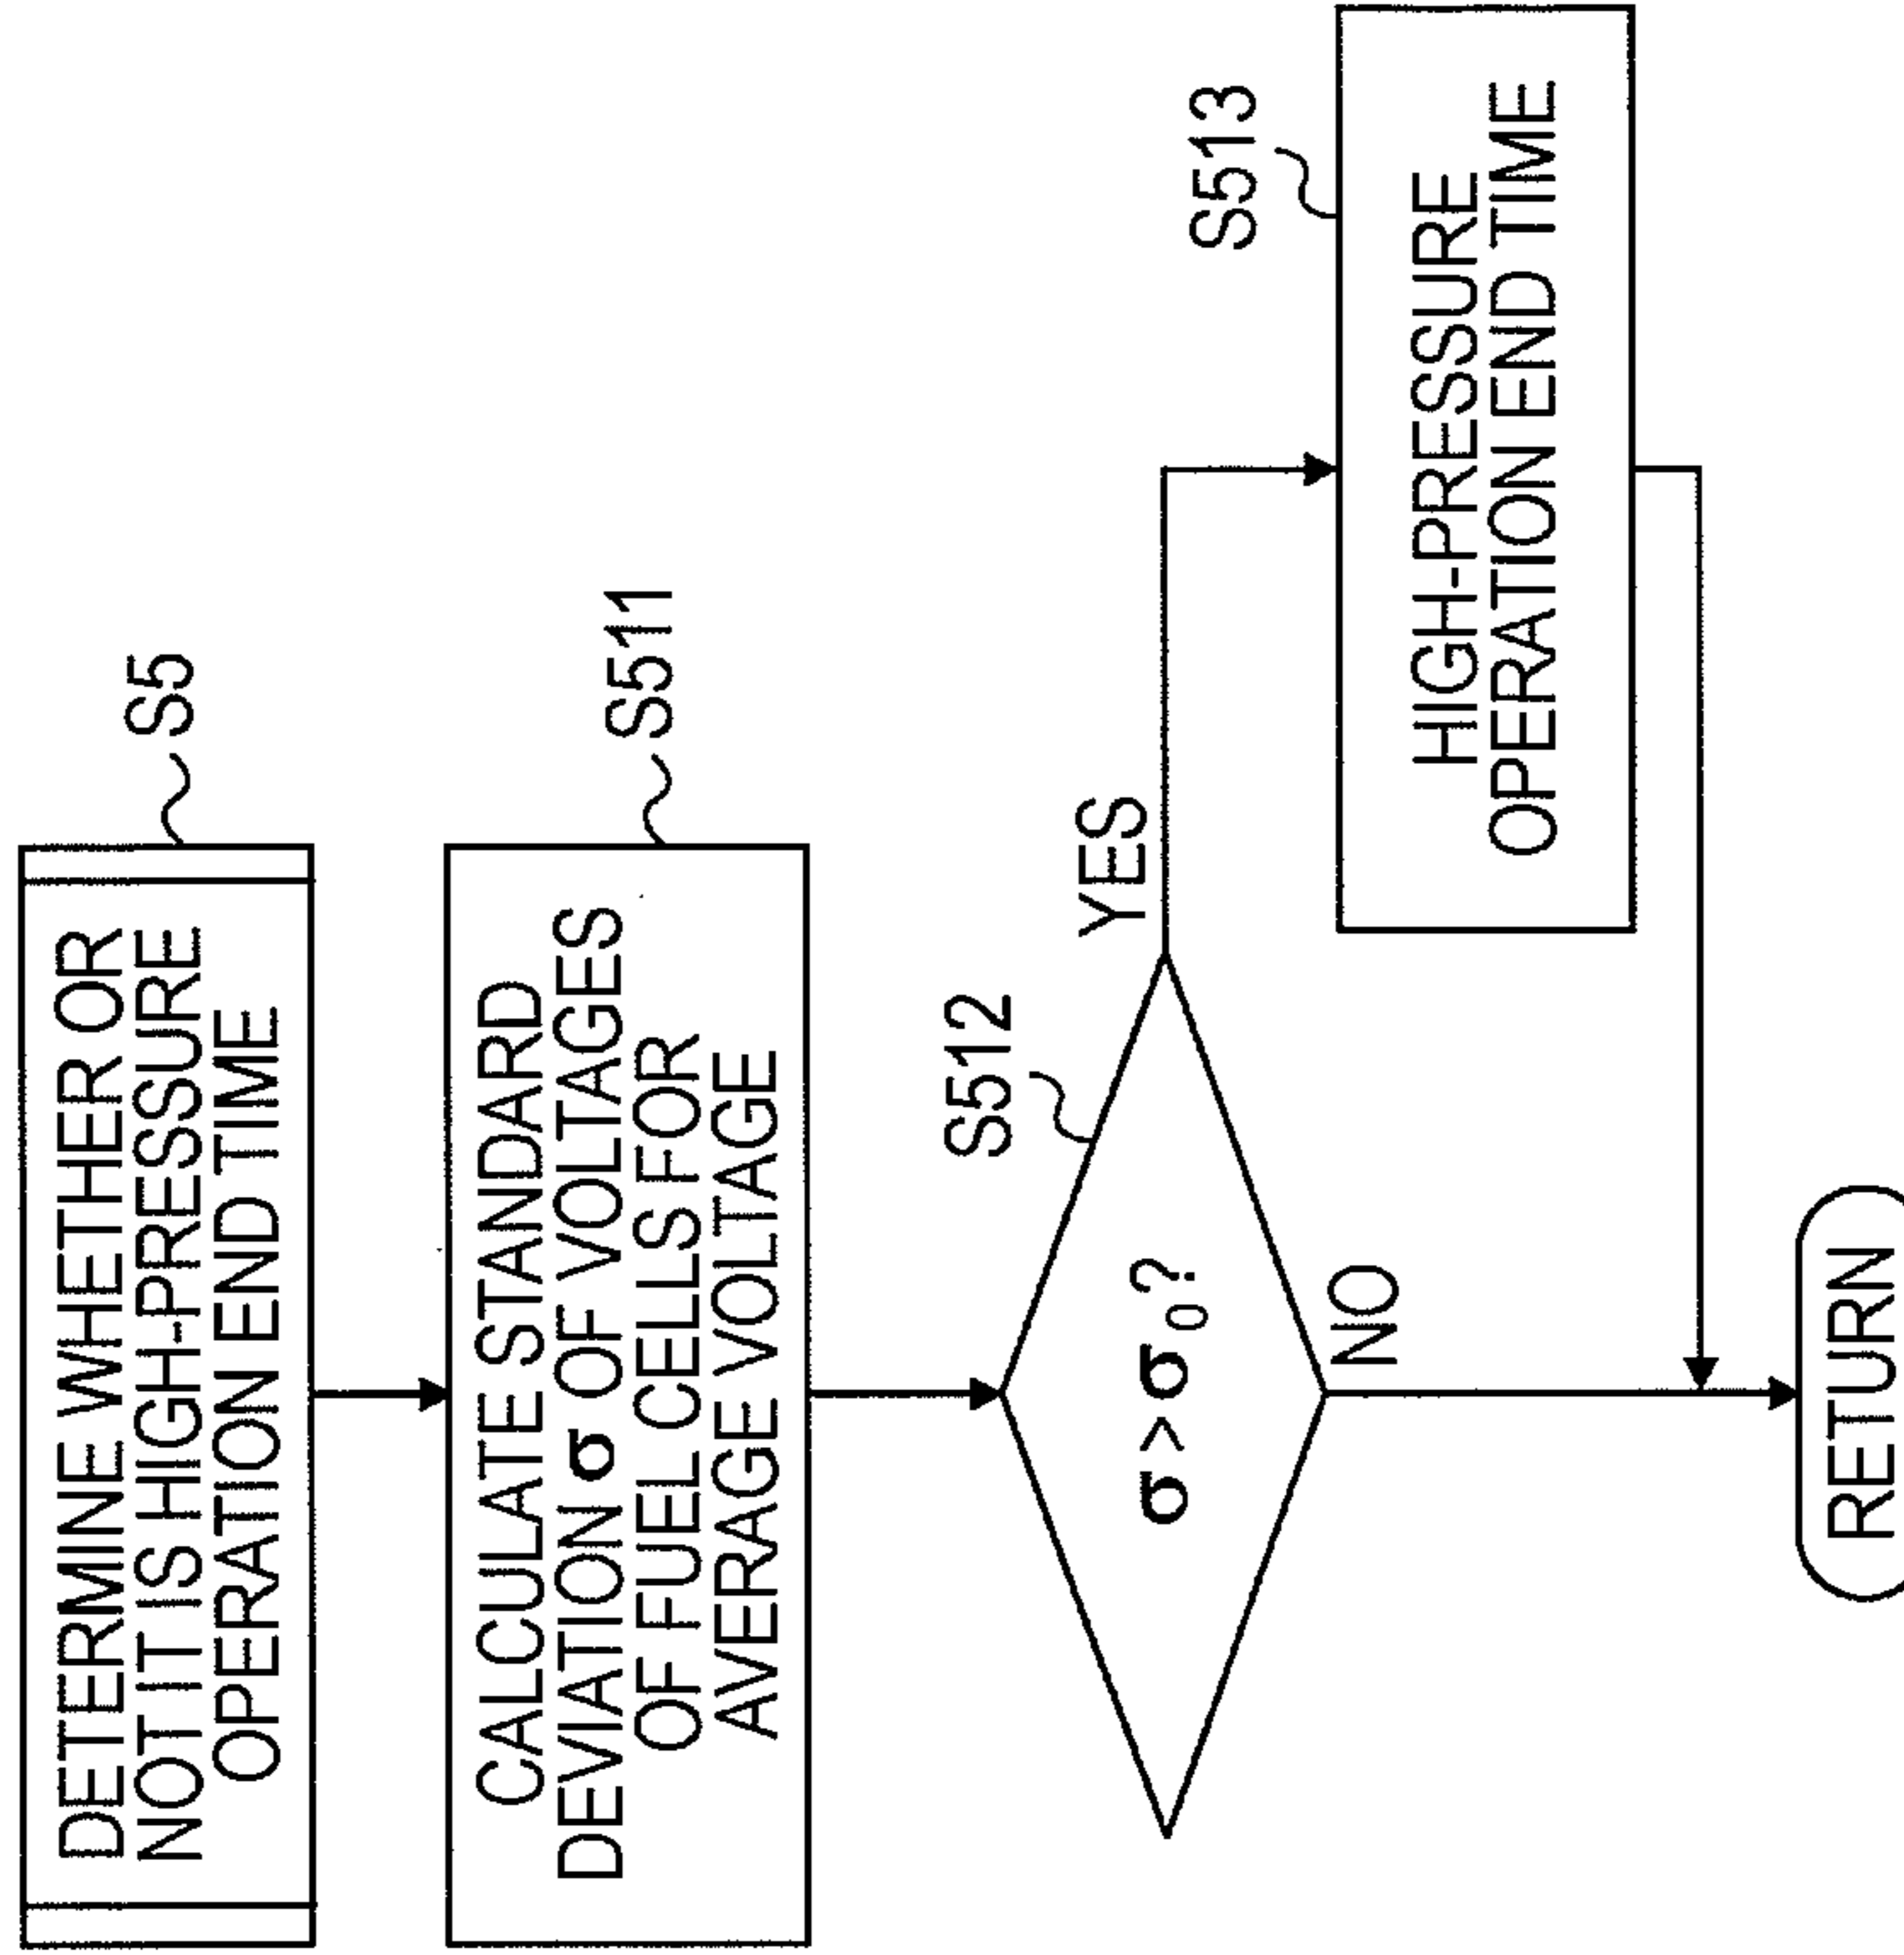 DETERMINE WHETHER OR
NOT IT IS HIGH-PRESSURE
OPERATION END TIME
S5
CALCULATE STANDARD
DEVIATION σ OF VOLTAGES
OF FUEL CELLS FOR
AVERAGE VOLTAGE
S511
S512
σ > σ₀?
YES
S513
HIGH-PRESSURE
OPERATION END TIME
NO
RETURN